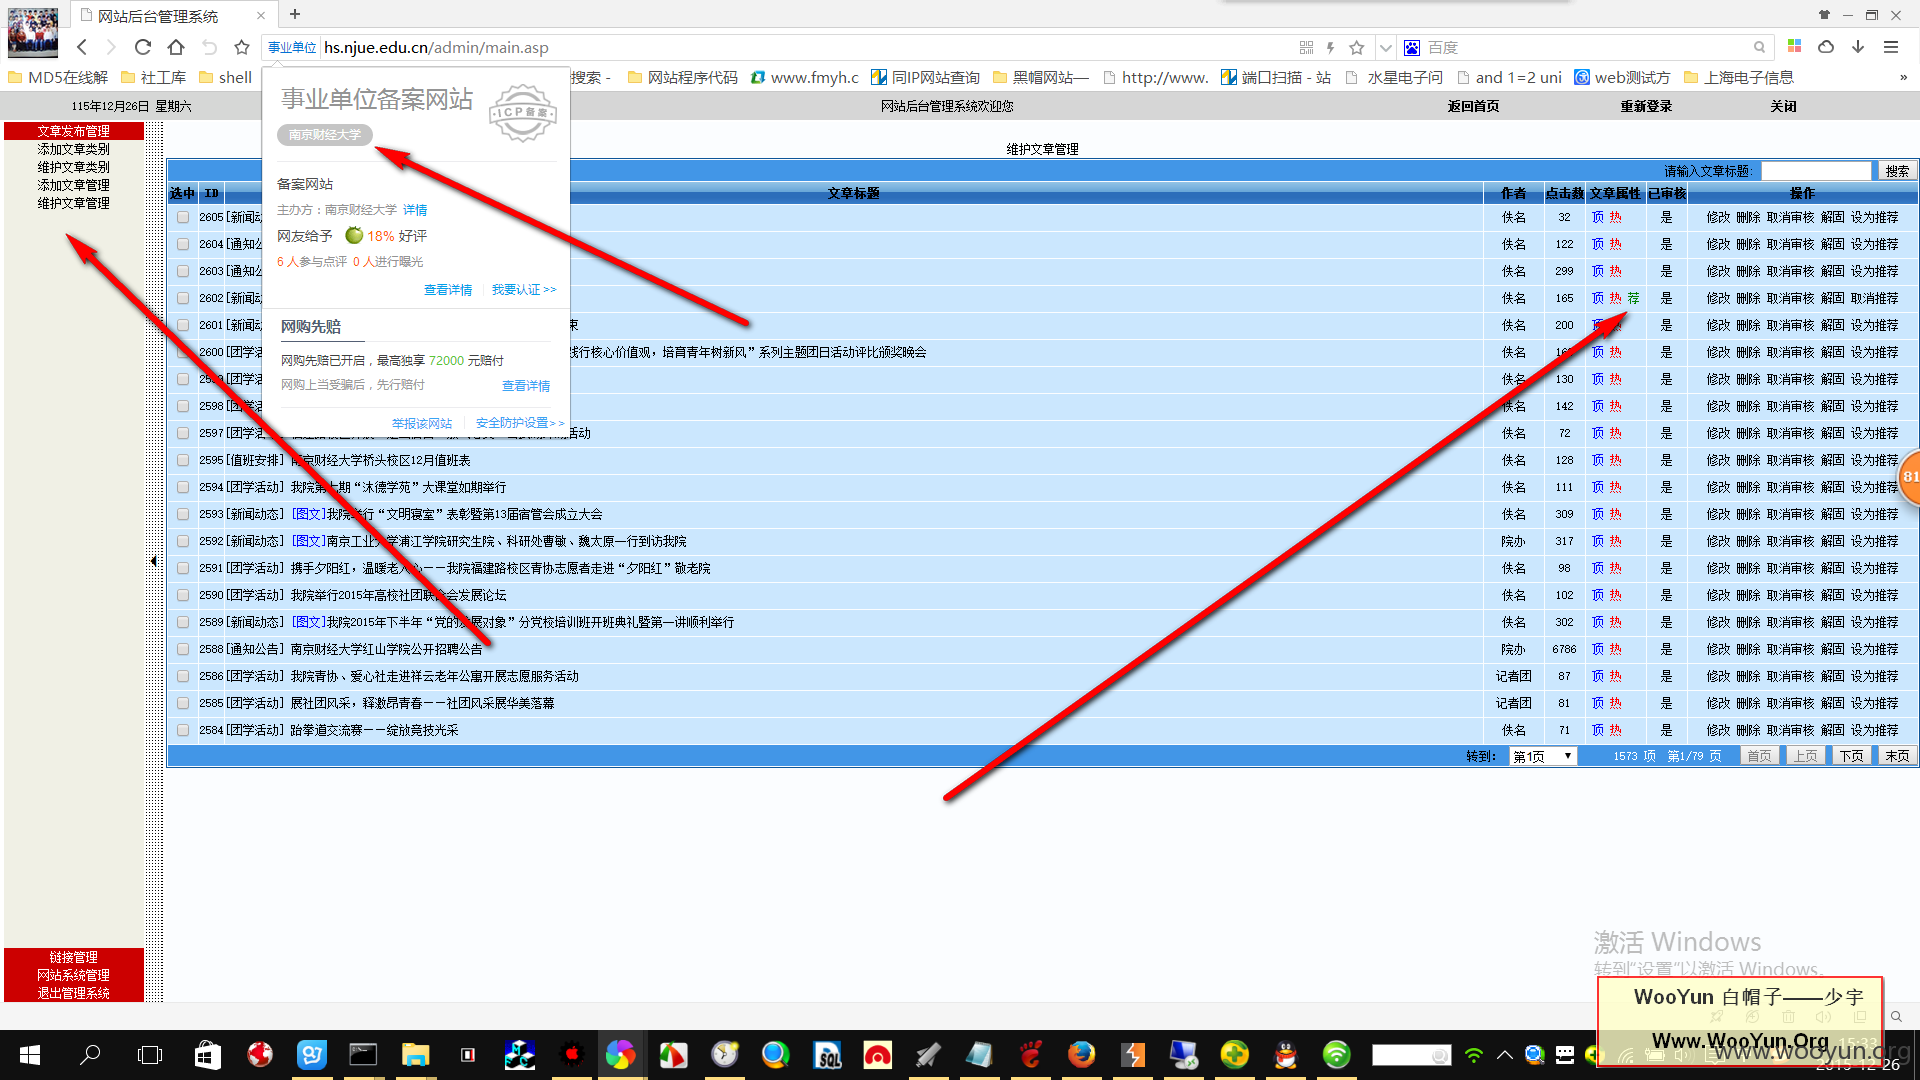 网站后台管理系统
事业单位 hs.njue.edu.cn/admin/main.asp
百度
MD5在线解 社工库 shell 搜索 - 网站程序代码 www.fmyh.c 同IP网站查询 黑帽网站— http://www. 端口扫描 - 站 水星电子问 and 1=2 uni web测试方 上海电子信息 »
115年12月26日 星期六 网站后台管理系统欢迎您 返回首页 重新登录 关闭
文章发布管理
添加文章类别
维护文章类别
添加文章管理
维护文章管理
链接管理
网站系统管理
退出管理系统
事业单位备案网站
ICP备案
南京财经大学
备案网站
主办方：南京财经大学 详情
网友给予 18% 好评
6 人参与点评 0 人进行曝光
查看详情 我要认证 >>
网购先赔
网购先赔已开启，最高独享 72000 元赔付
网购上当受骗后，先行赔付 查看详情
举报该网站 安全防护设置>>
维护文章管理
请输入文章标题: 搜索
选中 ID 文章标题 作者 点击数 文章属性 已审核 操作
2605 [新闻 佚名 32 顶 热 是 修改 删除 取消审核 解固 设为推荐
2604 [通知 佚名 122 顶 热 是 修改 删除 取消审核 解固 设为推荐
2603 [通知 佚名 299 顶 热 是 修改 删除 取消审核 解固 设为推荐
2602 [新闻 佚名 165 顶 热 荐 是 修改 删除 取消审核 解固 取消推荐
2601 [新闻 束 佚名 200 顶 热 是 修改 删除 取消审核 解固 设为推荐
2600 [团学 践行核心价值观，培育青年树新风”系列主题团日活动评比颁奖晚会 佚名 顶 热 是 修改 删除 取消审核 解固 设为推荐
[团学 佚名 130 顶 热 是 修改 删除 取消审核 解固 设为推荐
2598 [团学 佚名 142 顶 热 是 修改 删除 取消审核 解固 设为推荐
2597 [团学 活动 佚名 72 顶 热 是 修改 删除 取消审核 解固 设为推荐
2595 [值班安排] 南京财经大学桥头校区12月值班表 佚名 128 顶 热 是 修改 删除 取消审核 解固 设为推荐
2594 [团学活动] 我院第七期“沐德学苑”大课堂如期举行 佚名 111 顶 热 是 修改 删除 取消审核 解固 设为推荐
2593 [新闻动态] [图文]我院举行“文明寝室”表彰暨第13届宿管会成立大会 佚名 309 顶 热 是 修改 删除 取消审核 解固 设为推荐
2592 [新闻动态] [图文]南京工业大学浦江学院研究生院、科研处曹敏、魏太原一行到访我院 院办 317 顶 热 是 修改 删除 取消审核 解固 设为推荐
2591 [团学活动] 携手夕阳红，温暖老人心——我院福建路校区青协志愿者走进“夕阳红”敬老院 佚名 98 顶 热 是 修改 删除 取消审核 解固 设为推荐
2590 [团学活动] 我院举行2015年高校社团联合会发展论坛 佚名 102 顶 热 是 修改 删除 取消审核 解固 设为推荐
2589 [新闻动态] [图文]我院2015年下半年“党的发展对象”分党校培训班开班典礼暨第一讲顺利举行 佚名 302 顶 热 是 修改 删除 取消审核 解固 设为推荐
2588 [通知公告] 南京财经大学红山学院公开招聘公告 院办 6786 顶 热 是 修改 删除 取消审核 解固 设为推荐
2586 [团学活动] 我院青协、爱心社走进祥云老年公寓开展志愿服务活动 记者团 87 顶 热 是 修改 删除 取消审核 解固 设为推荐
2585 [团学活动] 展社团风采，释激昂青春——社团风采展华美落幕 记者团 81 顶 热 是 修改 删除 取消审核 解固 设为推荐
2584 [团学活动] 跆拳道交流赛——绽放竞技光采 佚名 71 顶 热 是 修改 删除 取消审核 解固 设为推荐
转到: 第1页 1573 项 第1/79 页 首页 上页 下页 末页
81
激活 Windows
转到“设置”以激活 Windows。
WooYun 白帽子——少宇
Www.WooYun.Org
www.wooyun.org
15:33
2015-12-26
SQL